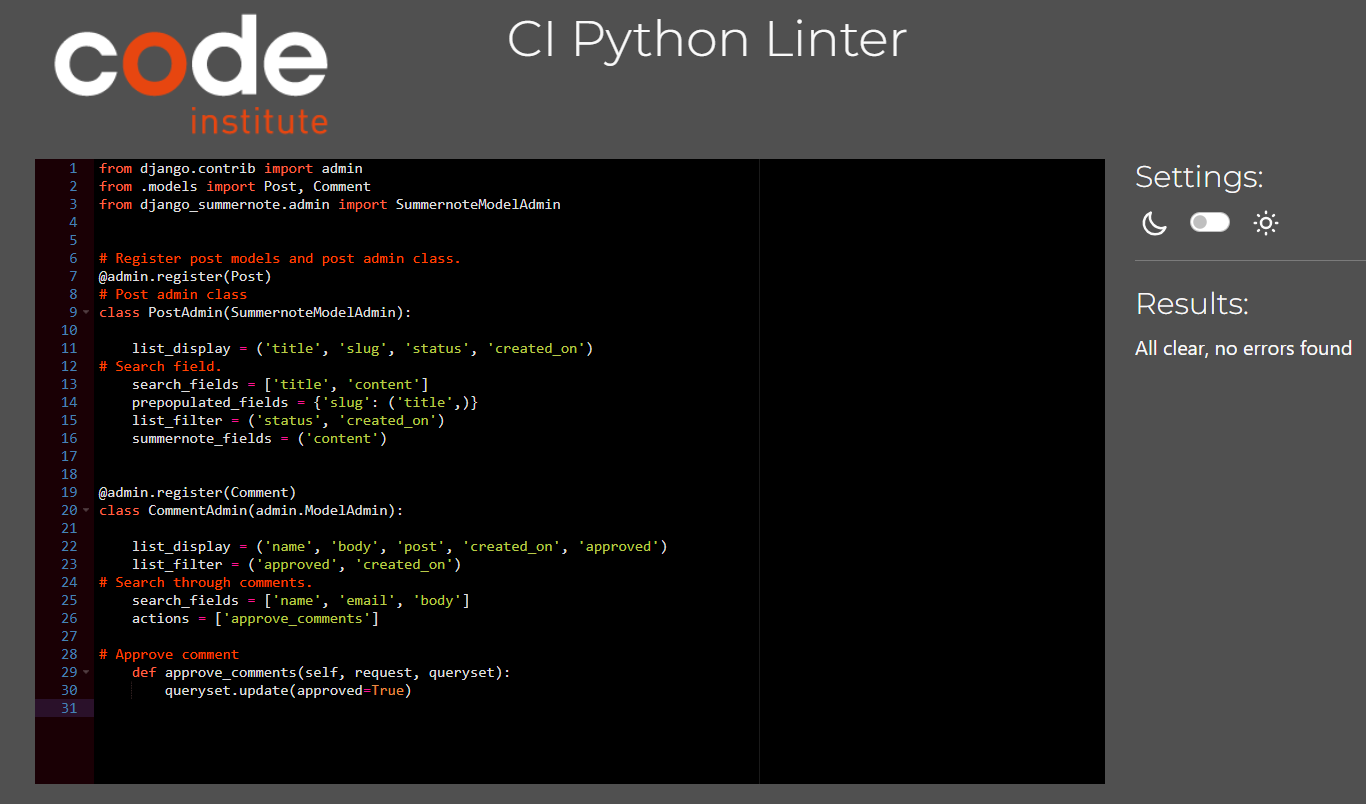 code
institute
CI Python Linter
1 from django.contrib import admin
2 from .models import Post, Comment
3 from django_summernote.admin import SummernoteModelAdmin
4
5
6 # Register post models and post admin class.
7 @admin.register(Post)
8 # Post admin class
9 class PostAdmin(SummernoteModelAdmin):
10
11     list_display = ('title', 'slug', 'status', 'created_on')
12 # Search field.
13     search_fields = ['title', 'content']
14     prepopulated_fields = {'slug': ('title',)}
15     list_filter = ('status', 'created_on')
16     summernote_fields = ('content')
17
18
19 @admin.register(Comment)
20 class CommentAdmin(admin.ModelAdmin):
21
22     list_display = ('name', 'body', 'post', 'created_on', 'approved')
23     list_filter = ('approved', 'created_on')
24 # Search through comments.
25     search_fields = ['name', 'email', 'body']
26     actions = ['approve_comments']
27
28 # Approve comment
29     def approve_comments(self, request, queryset):
30         queryset.update(approved=True)
31
Settings:
Results:
All clear, no errors found